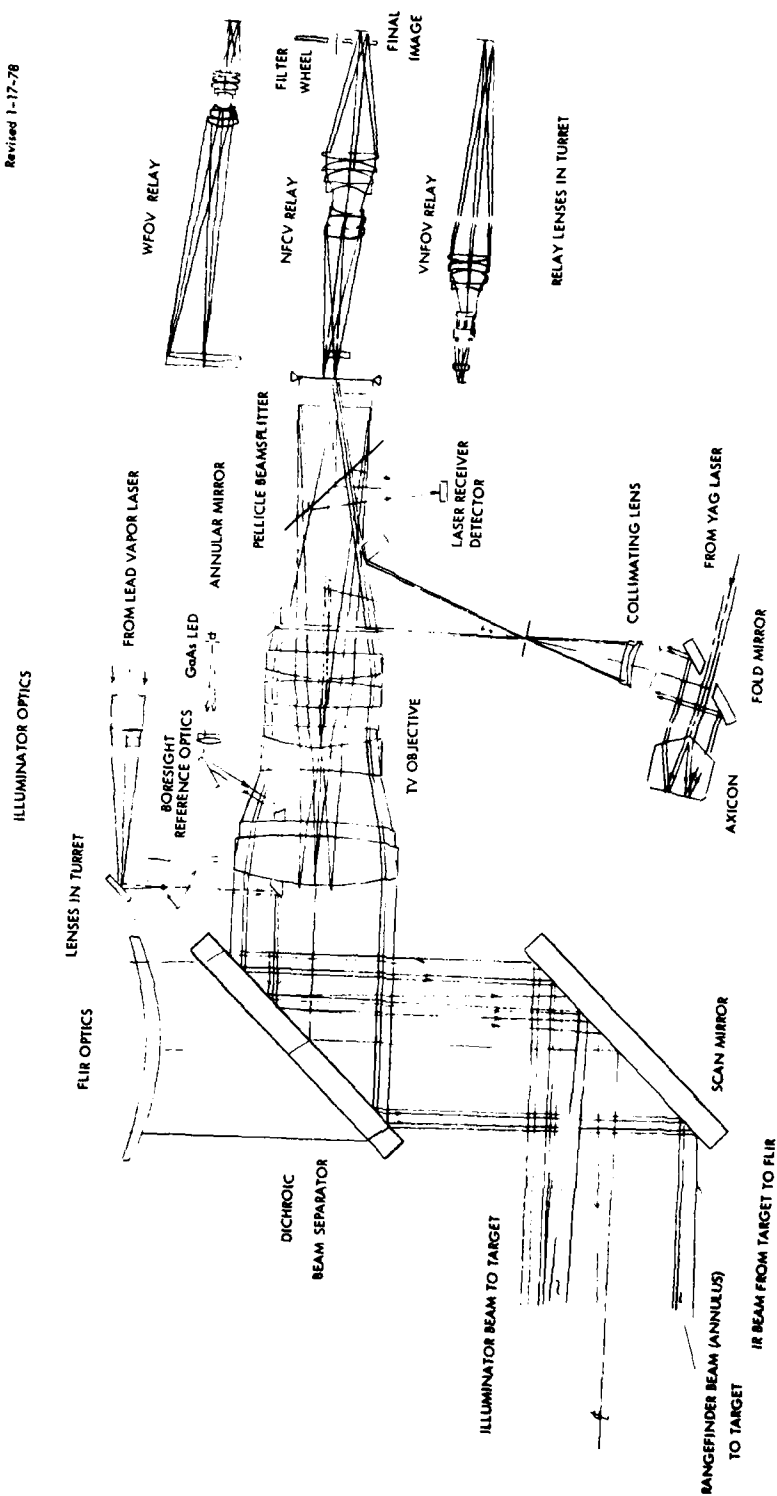 Revised 1-17-78
ILLUMINATOR OPTICS
WFOV RELAY
FILTER
WHEEL
FINAL
IMAGE
NFCV RELAY
VNFOV RELAY
RELAY LENSES IN TURRET
FROM LEAD VAPOR LASER
ANNULAR MIRROR
GaAs LED
PELLICLE BEAMSPLITTER
LENSES IN TURRET
BORESIGHT
REFERENCE OPTICS
FLIR OPTICS
LASER RECEIVER
DETECTOR
TV OBJECTIVE
COLLIMATING LENS
FROM YAG LASER
FOLD MIRROR
AXICON
DICHROIC
BEAM SEPARATOR
SCAN MIRROR
ILLUMINATOR BEAM TO TARGET
RANGEFINDER BEAM (ANNULUS)
TO TARGET
IR BEAM FROM TARGET TO FLIR